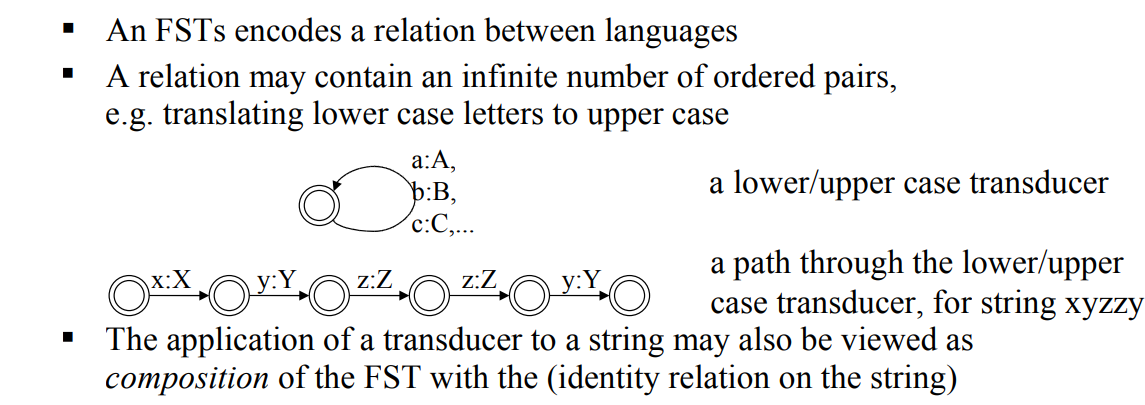 ▪ An FSTs encodes a relation between languages
▪ A relation may contain an infinite number of ordered pairs,
e.g. translating lower case letters to upper case
a:A,
b:B,
c:C,...
a lower/upper case transducer
x:X y:Y z:Z z:Z y:Y
a path through the lower/upper
case transducer, for string xyzzy
▪ The application of a transducer to a string may also be viewed as
composition of the FST with the (identity relation on the string)